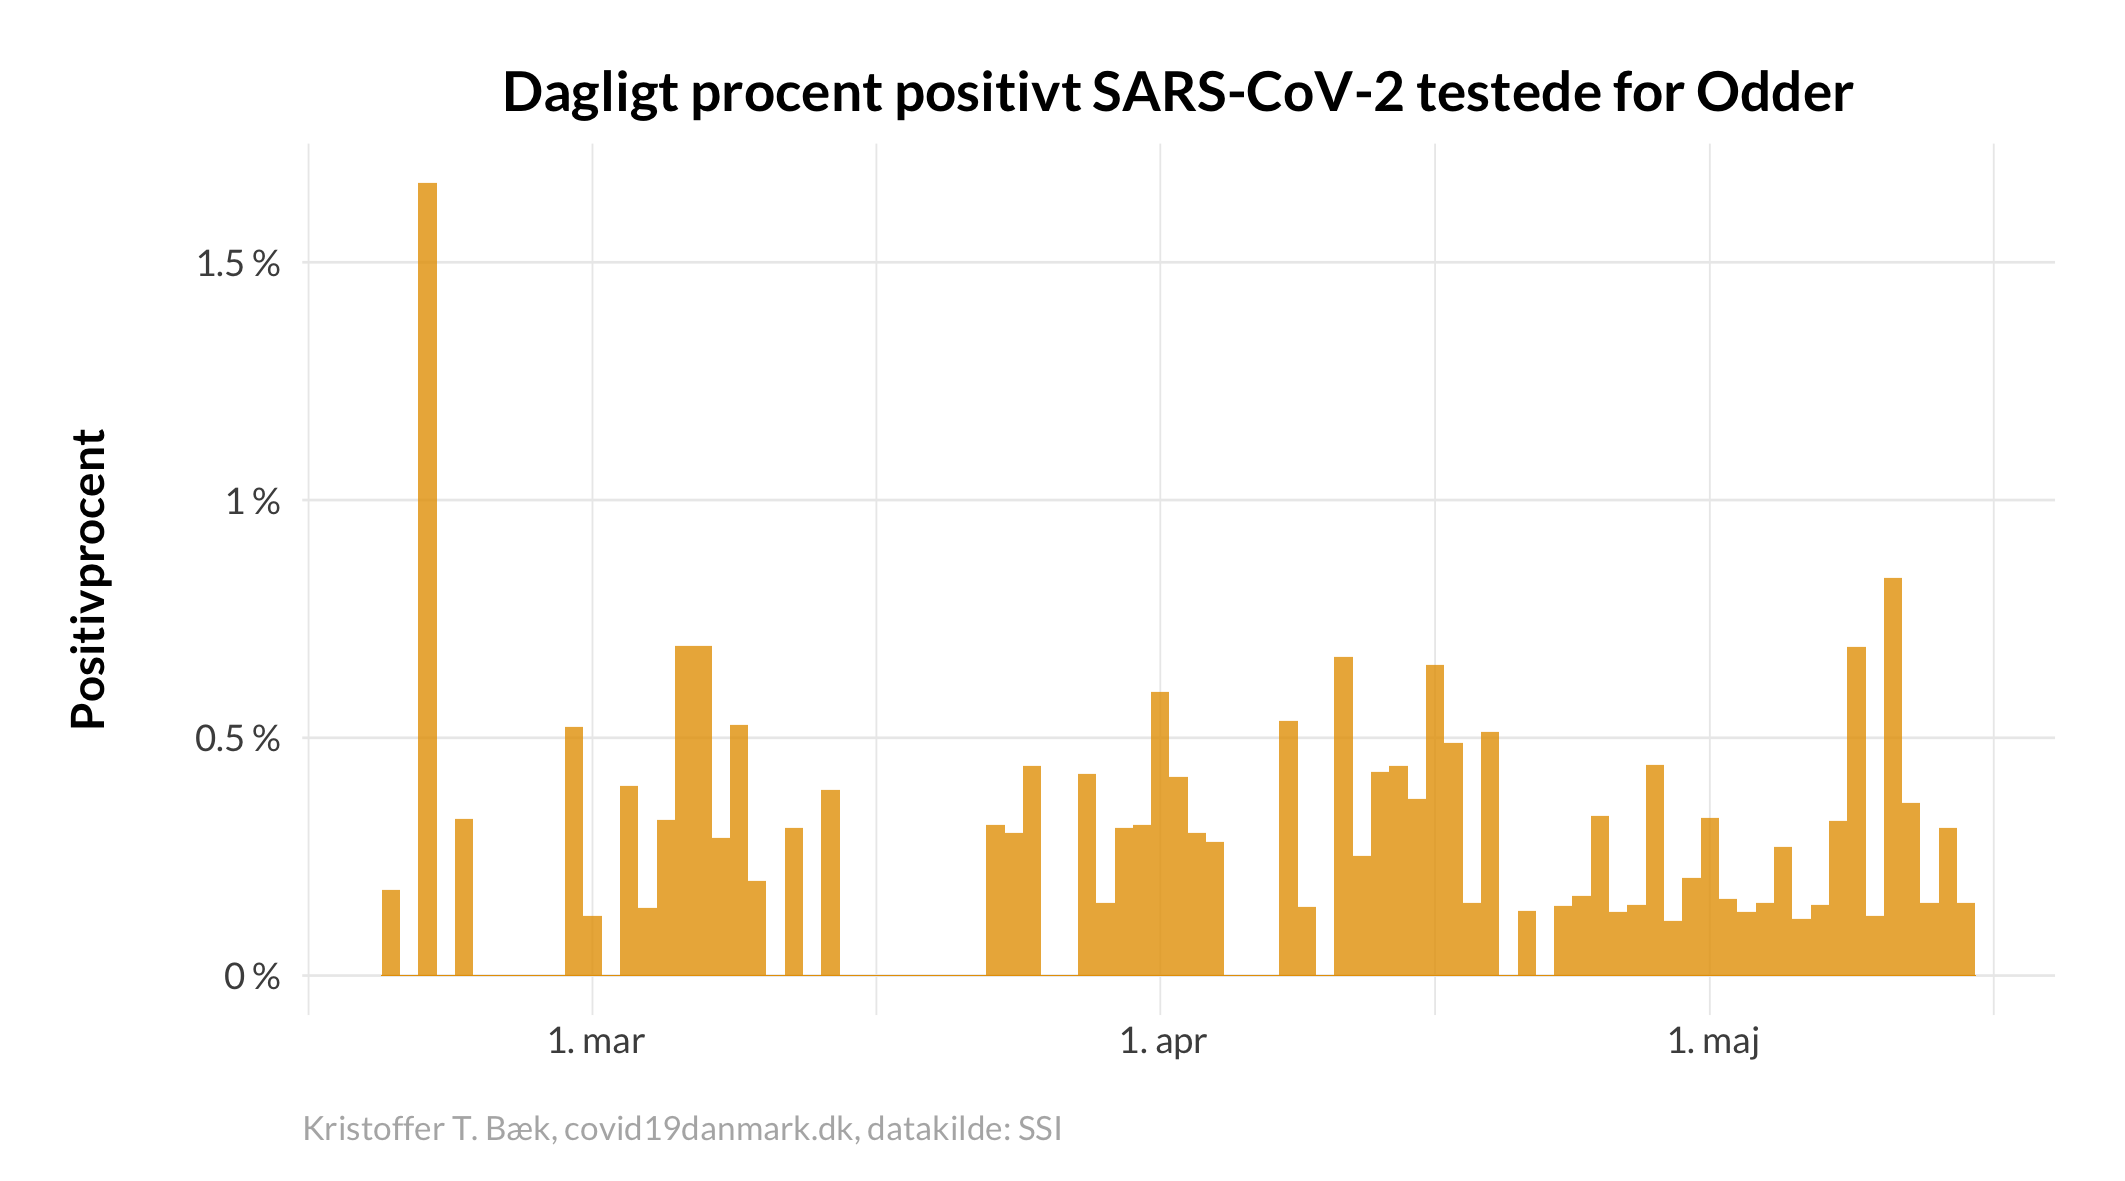 Dagligt procent positivt SARS-CoV-2 testede for Odder
Positivprocent
1.5 %
1 %
0.5 %
0 %
1. mar
1. apr
1. maj
Kristoffer T. Bæk, covid19danmark.dk, datakilde: SSI